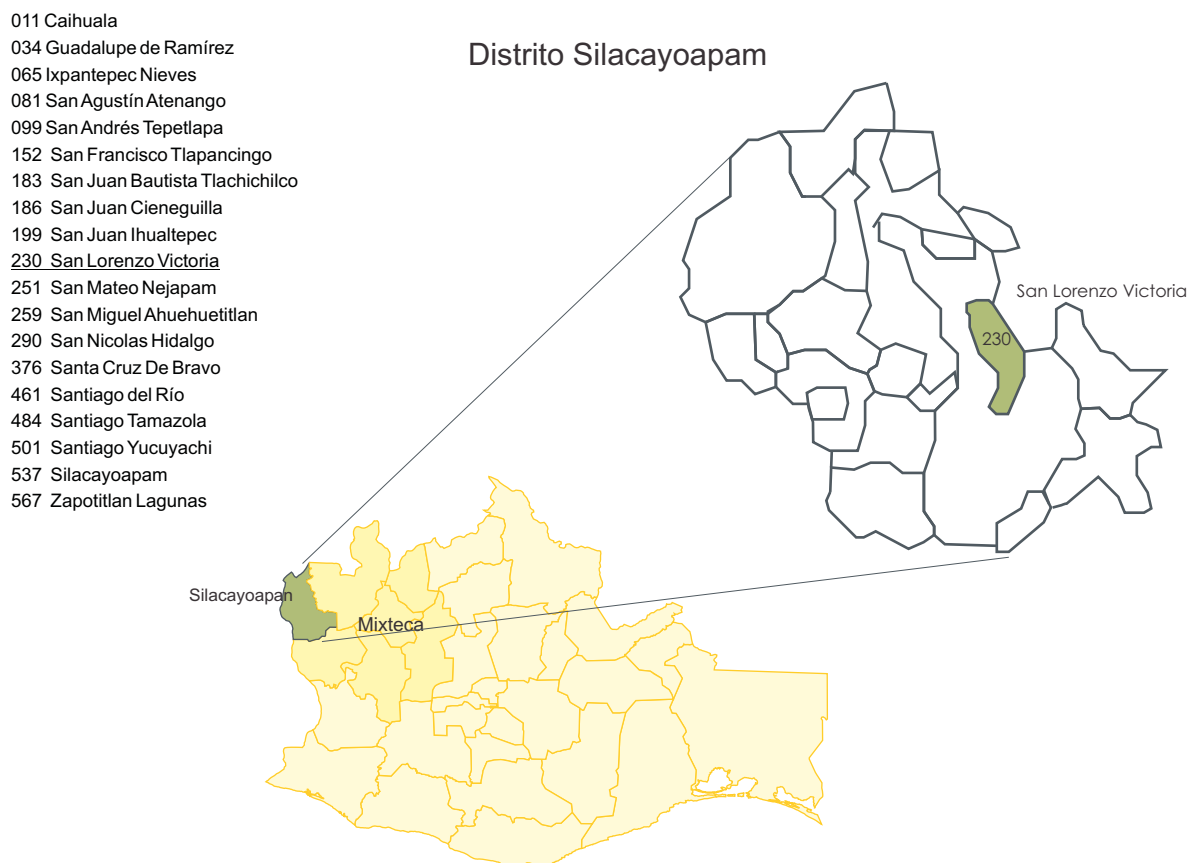 011 Caihuala
034 Guadalupe de Ramírez
065 Ixpantepec Nieves
081 San Agustín Atenango
099 San Andrés Tepetlapa
152 San Francisco Tlapancingo
183 San Juan Bautista Tlachichilco
186 San Juan Cieneguilla
199 San Juan Ihualtepec
230 San Lorenzo Victoria
251 San Mateo Nejapam
259 San Miguel Ahuehuetitlan
290 San Nicolas Hidalgo
376 Santa Cruz De Bravo
461 Santiago del Río
484 Santiago Tamazola
501 Santiago Yucuyachi
537 Silacayoapam
567 Zapotitlan Lagunas
Distrito Silacayoapam
San Lorenzo Victoria
230
Silacayoapan
Mixteca